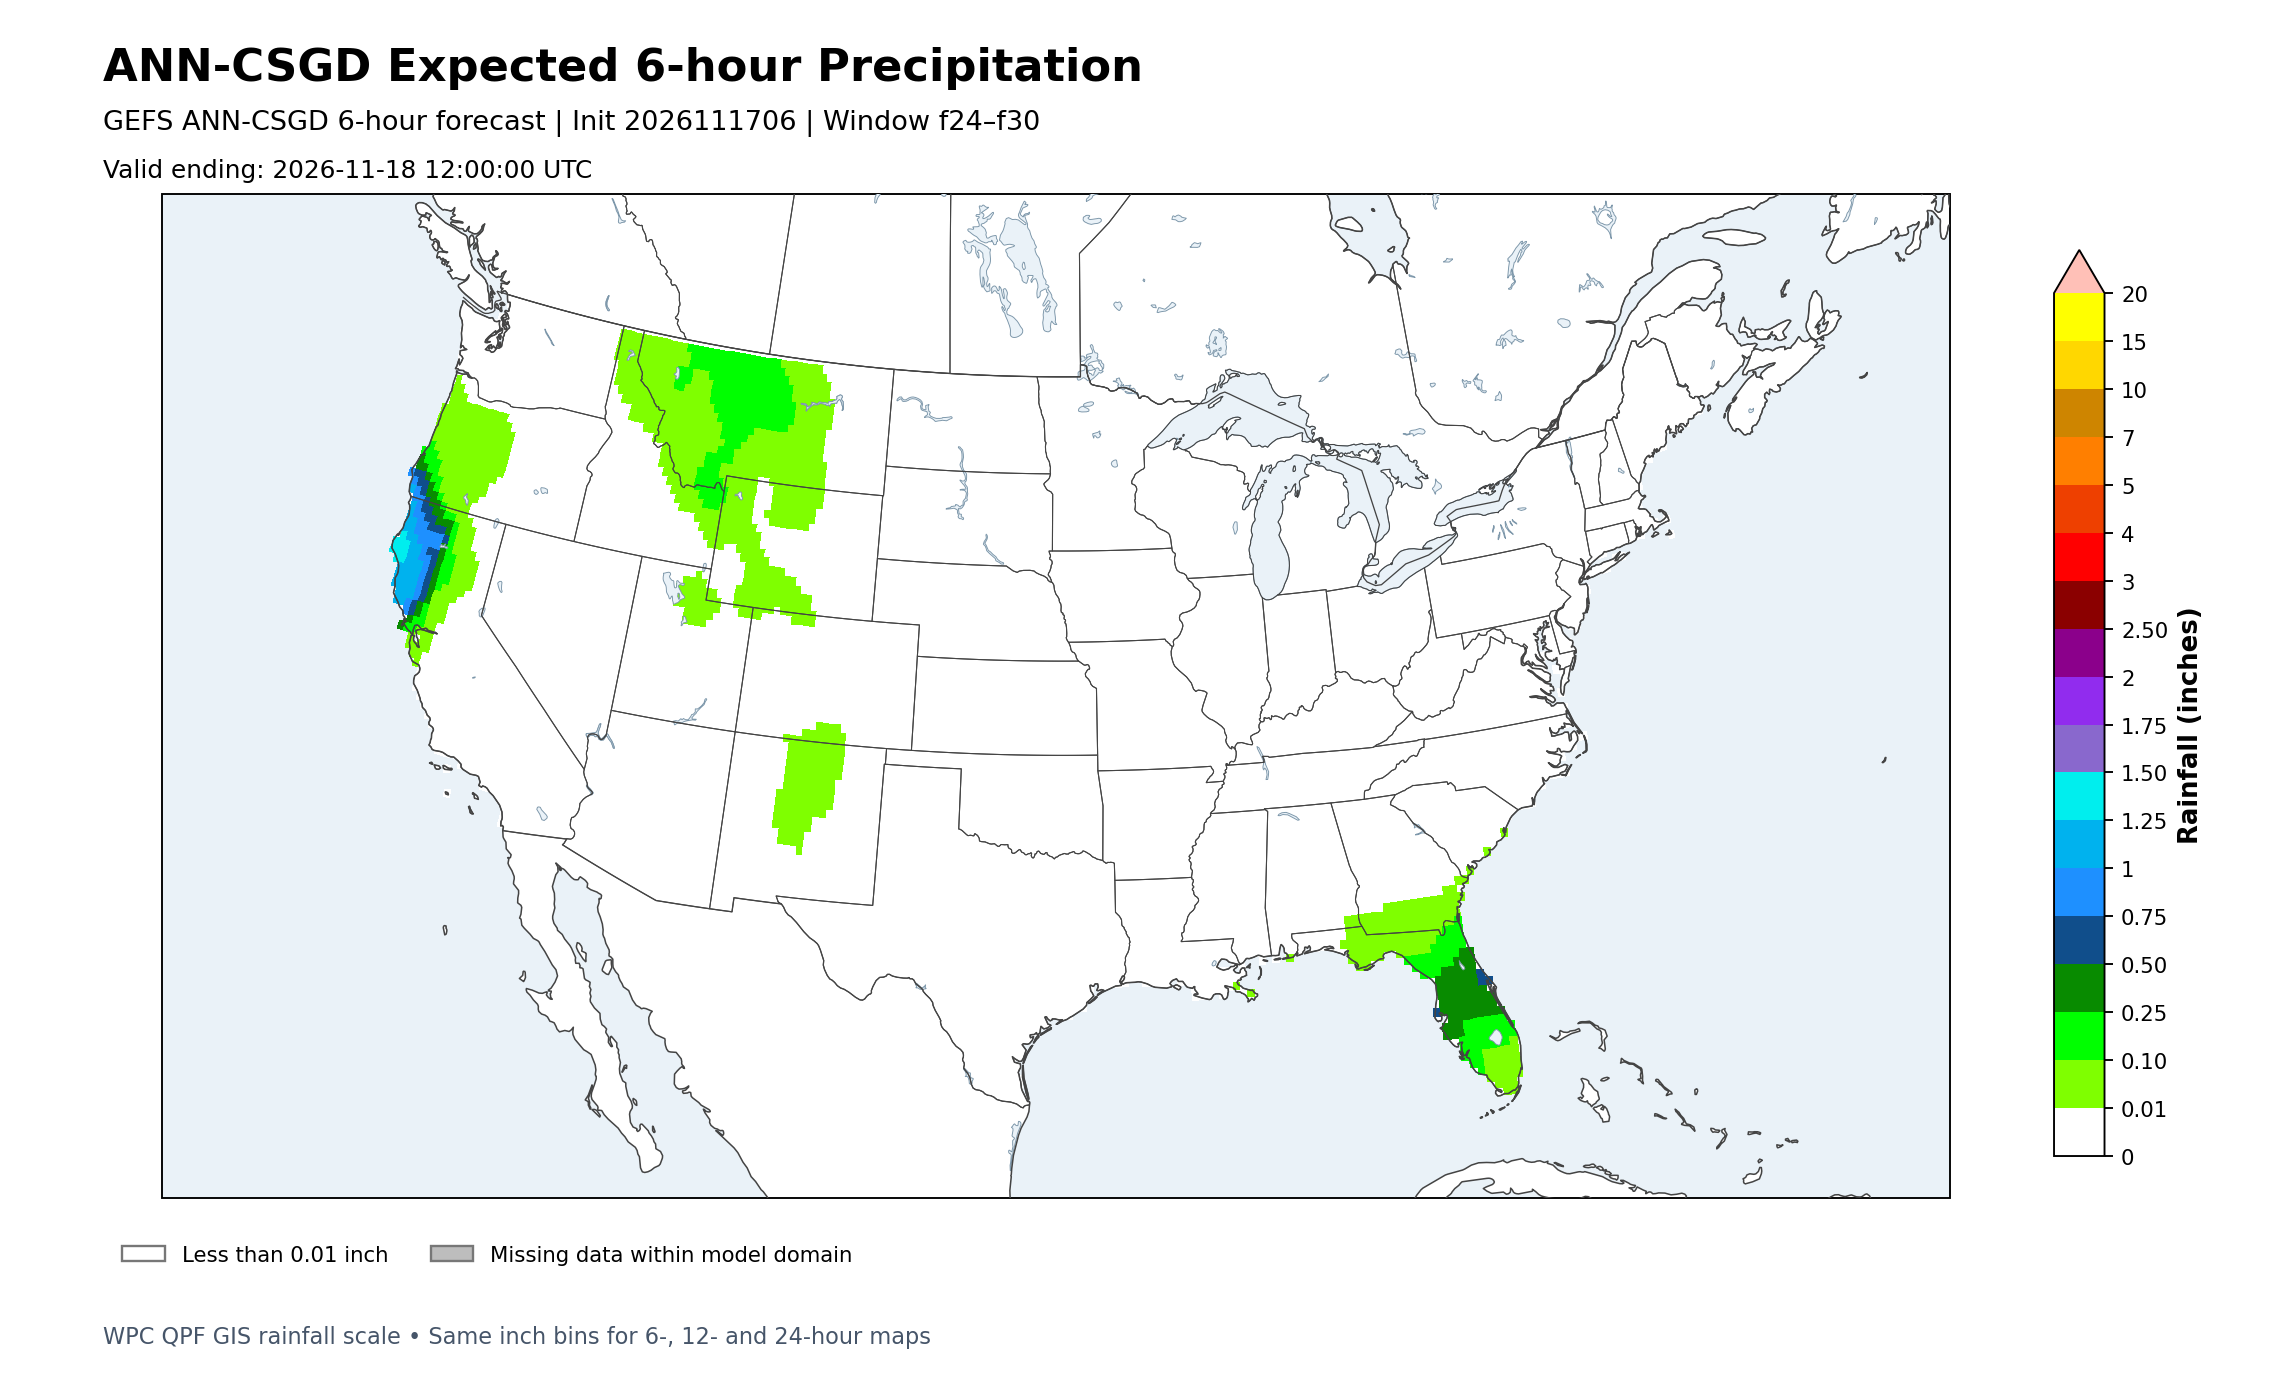 ANN-CSGD Expected 6-hour Precipitation
GEFS ANN-CSGD 6-hour forecast | Init 2026111706 | Window f24–f30
Valid ending: 2026-11-18 12:00:00 UTC
20
15
10
7
5
4
3
2.50
2
1.75
1.50
1.25
1
0.75
0.50
0.25
0.10
0.01
0
Rainfall (inches)
Less than 0.01 inch
Missing data within model domain
WPC QPF GIS rainfall scale • Same inch bins for 6-, 12- and 24-hour maps